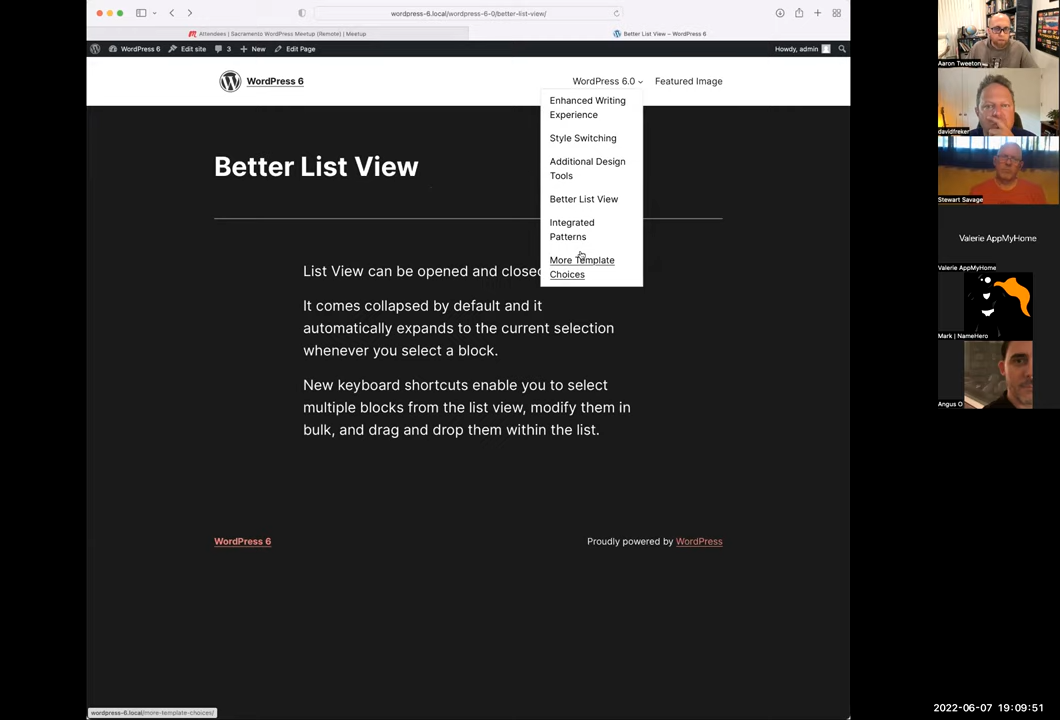 wordpress-6.local/wordpress-6-0/better-list-view/
Attendees | Sacramento WordPress Meetup (Remote) | Meetup
Better List View – WordPress 6
WordPress 6
Edit site
3
New
Edit Page
Howdy, admin
WordPress 6
WordPress 6.0
Featured Image
Enhanced Writing
Experience
Style Switching
Additional Design
Tools
Better List View
Integrated
Patterns
More Template
Choices
Better List View
List View can be opened and closed
It comes collapsed by default and it
automatically expands to the current selection
whenever you select a block.
New keyboard shortcuts enable you to select
multiple blocks from the list view, modify them in
bulk, and drag and drop them within the list.
WordPress 6
Proudly powered by WordPress
wordpress-6.local/more-template-choices/
Aaron Tweeton
davidfreker
Stewart Savage
Valerie AppMyHome
Valerie AppMyHome
Mark | NameHero
Angus O
2022-06-07 19:09:51